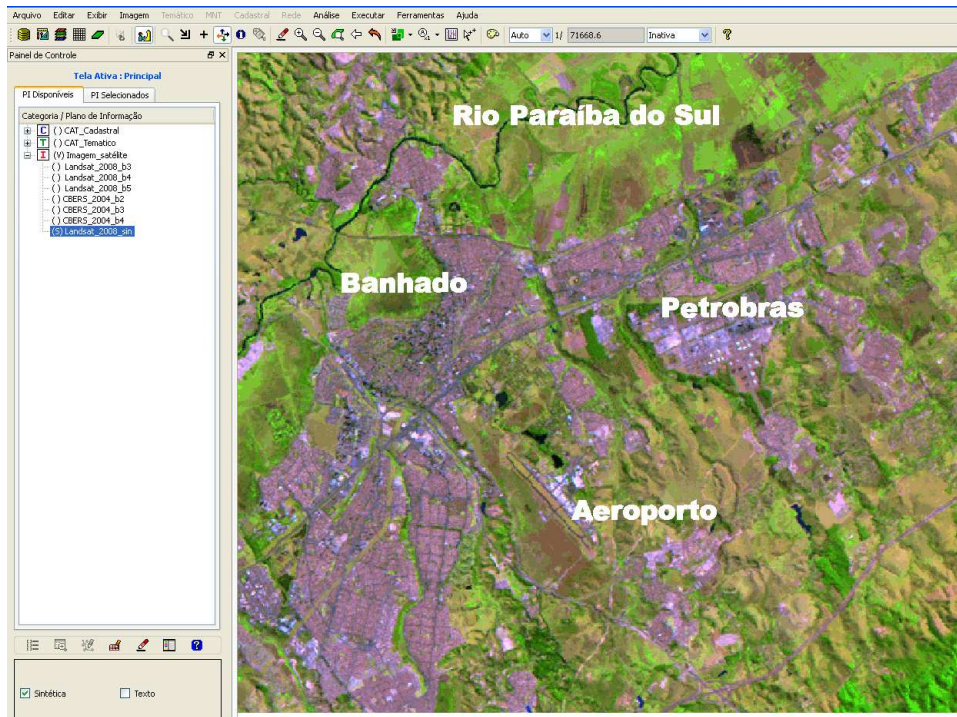 Arquivo Editar Exibir Imagem Temático MNT Cadastral Rede Análise Executar Ferramentas Ajuda
Auto 1/ 71668.6 Inativa
Painel de Controle
Tela Ativa : Principal
PI Disponíveis PI Selecionados
Categoria / Plano de Informação
C ( ) CAT_Cadastral
T ( ) CAT_Tematico
I (V) Imagem_satélite
( ) Landsat_2008_b3
( ) Landsat_2008_b4
( ) Landsat_2008_b5
( ) CBERS_2004_b2
( ) CBERS_2004_b3
( ) CBERS_2004_b4
(S) Landsat_2008_sin
Sintética Texto
Rio Paraíba do Sul
Banhado
Petrobras
Aeroporto